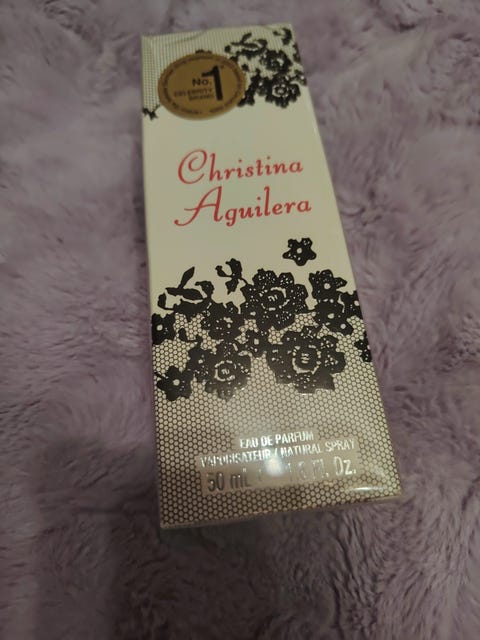 No. 1
CELEBRITY
BRAND
Christina
Aguilera
EAU DE PARFUM
VAPORISATEUR / NATURAL SPRAY
50 mL Fl. Oz.